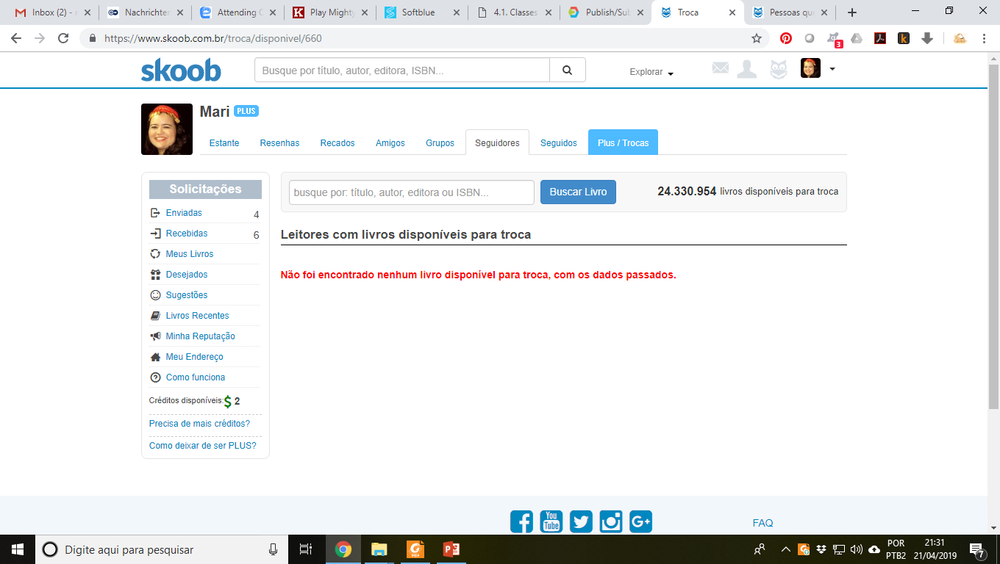 Inbox (2) - r
Nachrichter
Attending C
Play Mighty
Softblue
4.1. Classes
Publish/Sub
Troca
Pessoas que
https://www.skoob.com.br/troca/disponivel/660
3
skoob
Busque por título, autor, editora, ISBN...
Explorar
Mari PLUS
Estante
Resenhas
Recados
Amigos
Grupos
Seguidores
Seguidos
Plus / Trocas
Solicitações
Enviadas 4
Recebidas 6
Meus Livros
Desejados
Sugestões
Livros Recentes
Minha Reputação
Meu Endereço
Como funciona
Créditos disponíveis: $ 2
Precisa de mais créditos?
Como deixar de ser PLUS?
busque por: título, autor, editora ou ISBN...
Buscar Livro
24.330.954 livros disponíveis para troca
Leitores com livros disponíveis para troca
Não foi encontrado nenhum livro disponível para troca, com os dados passados.
You Tube
G+
FAQ
Digite aqui para pesquisar
PDF
POR
PTB2
21:31
21/04/2019
7